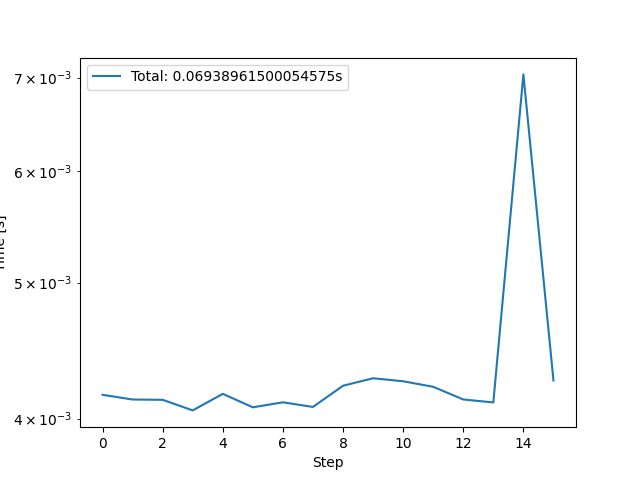 Total: 0.06938961500054575s
7 × 10⁻³
6 × 10⁻³
5 × 10⁻³
4 × 10⁻³
[s]
0 2 4 6 8 10 12 14
Step